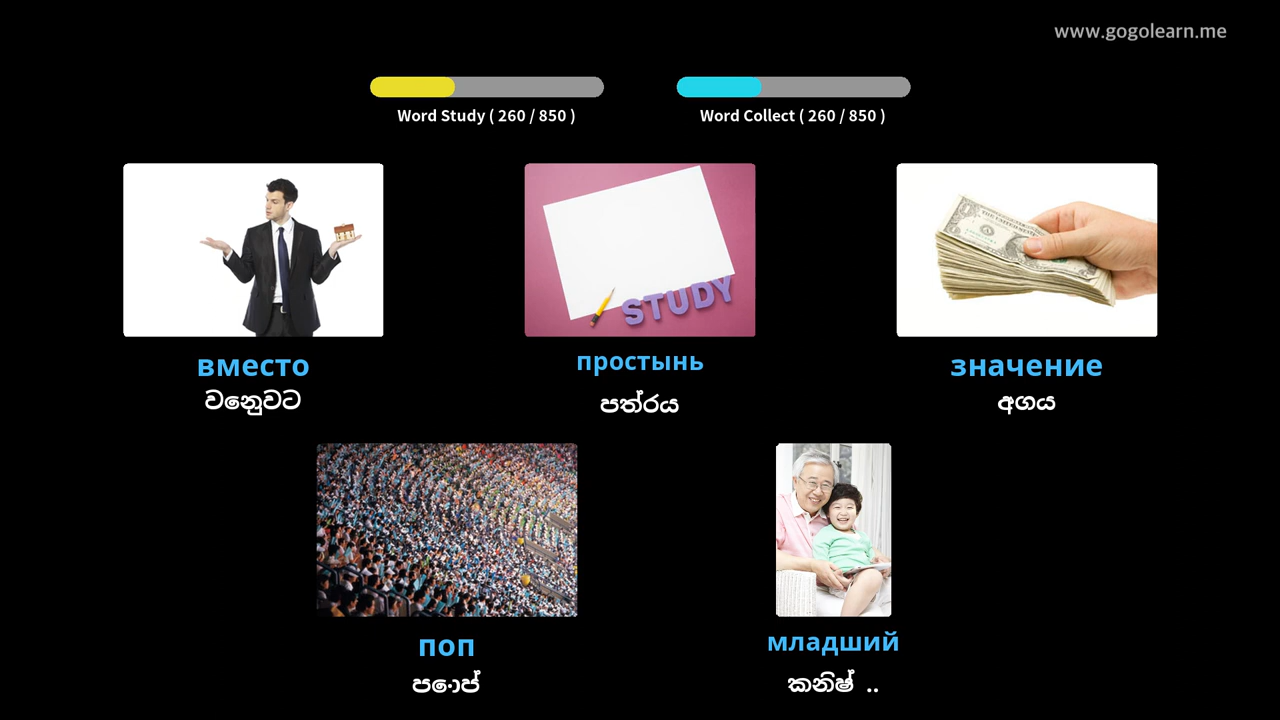 www.gogolearn.me
Word Study ( 260 / 850 )
Word Collect ( 260 / 850 )
STUDY
вместо
простынь
значение
වනුෙවට
පත්රය
අගය
поп
младший
පොප්
කනිෂ් ..